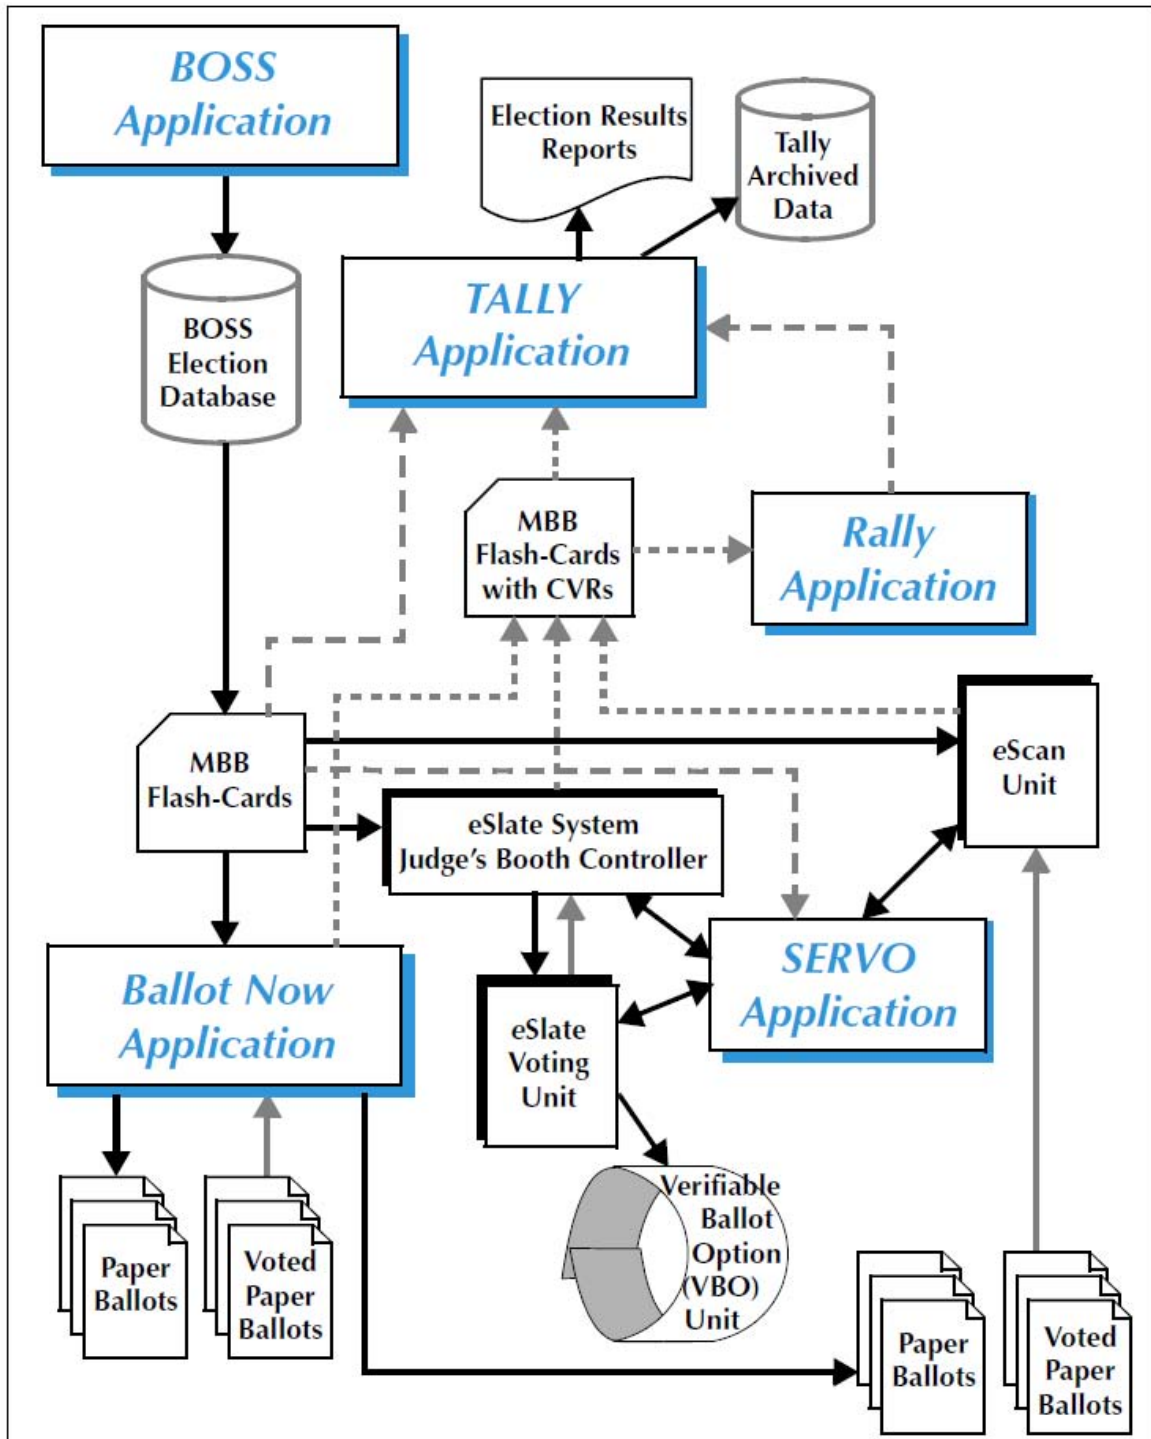 BOSS
Application
Election Results
Reports
Tally
Archived
Data
BOSS
Election
Database
TALLY
Application
MBB
Flash-Cards
with CVRs
Rally
Application
MBB
Flash-Cards
eSlate System
Judge's Booth Controller
eScan
Unit
Ballot Now
Application
eSlate
Voting
Unit
SERVO
Application
Paper
Ballots
Voted
Paper
Ballots
Verifiable
Ballot
Option
(VBO)
Unit
Paper
Ballots
Voted
Paper
Ballots